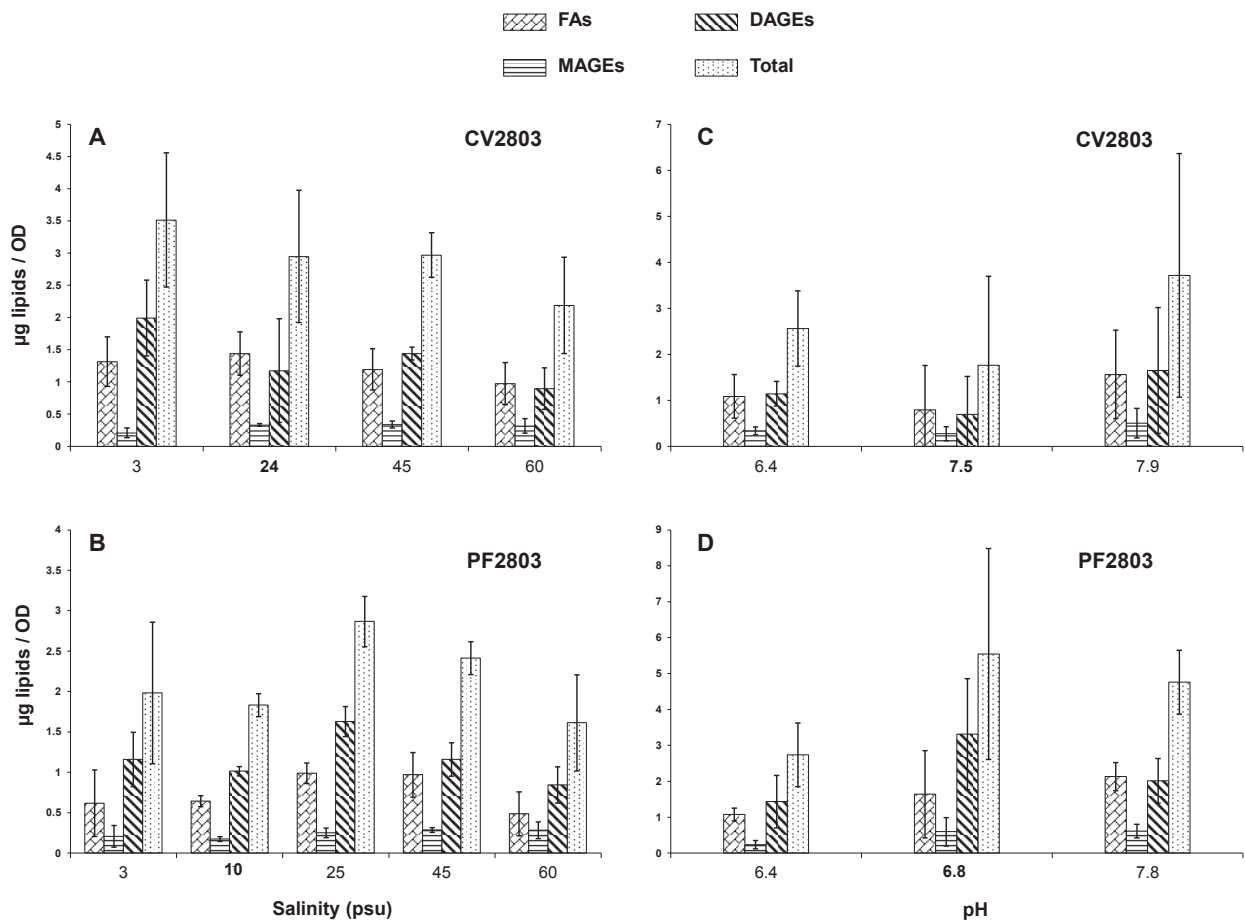 FAs DAGEs
MAGEs Total
A CV2803
µg lipids / OD
5
4.5
4
3.5
3
2.5
2
1.5
1
0.5
0
3 24 45 60
C CV2803
7
6
5
4
3
2
1
0
6.4 7.5 7.9
B PF2803
µg lipids / OD
4
3.5
3
2.5
2
1.5
1
0.5
0
3 10 25 45 60
Salinity (psu)
D PF2803
9
8
7
6
5
4
3
2
1
0
6.4 6.8 7.8
pH